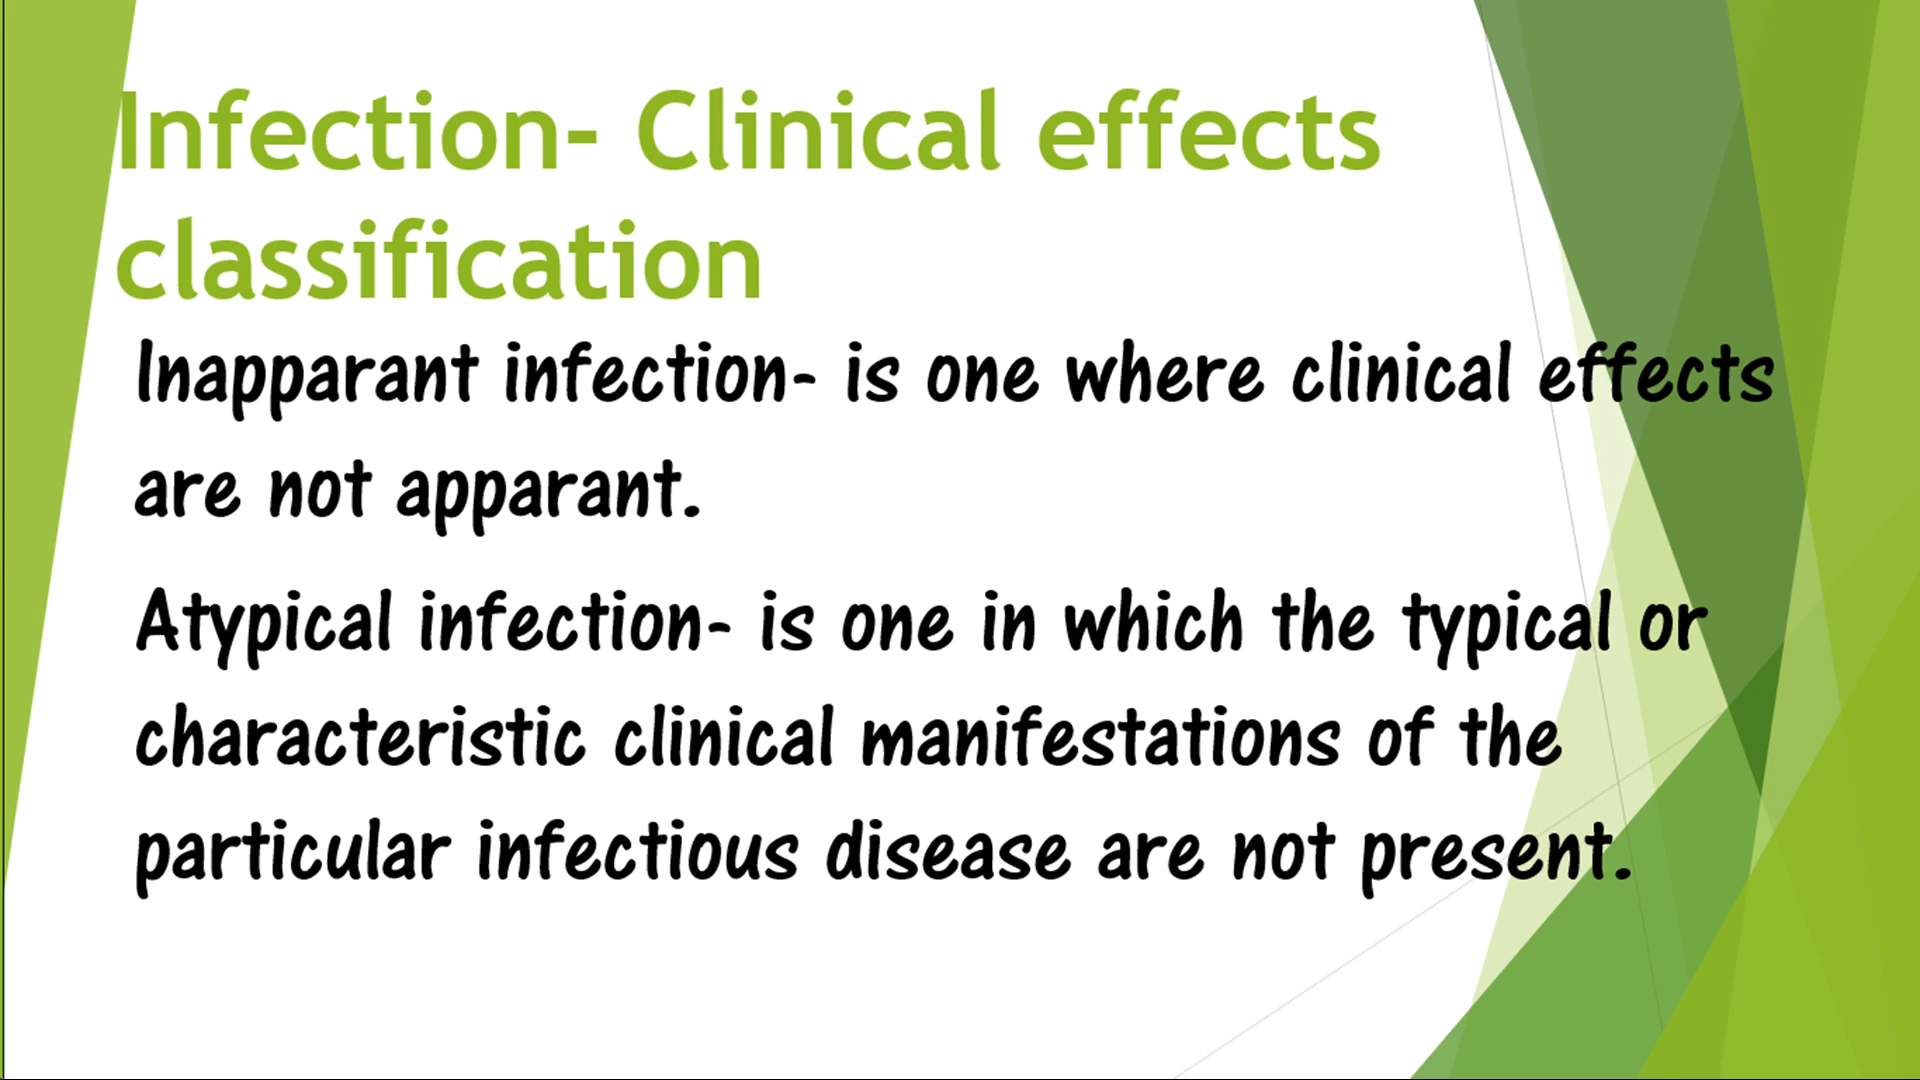 Infection- Clinical effects
classification
Inapparant infection- is one where clinical effects
are not apparant.
Atypical infection- is one in which the typical or
characteristic clinical manifestations of the
particular infectious disease are not present.